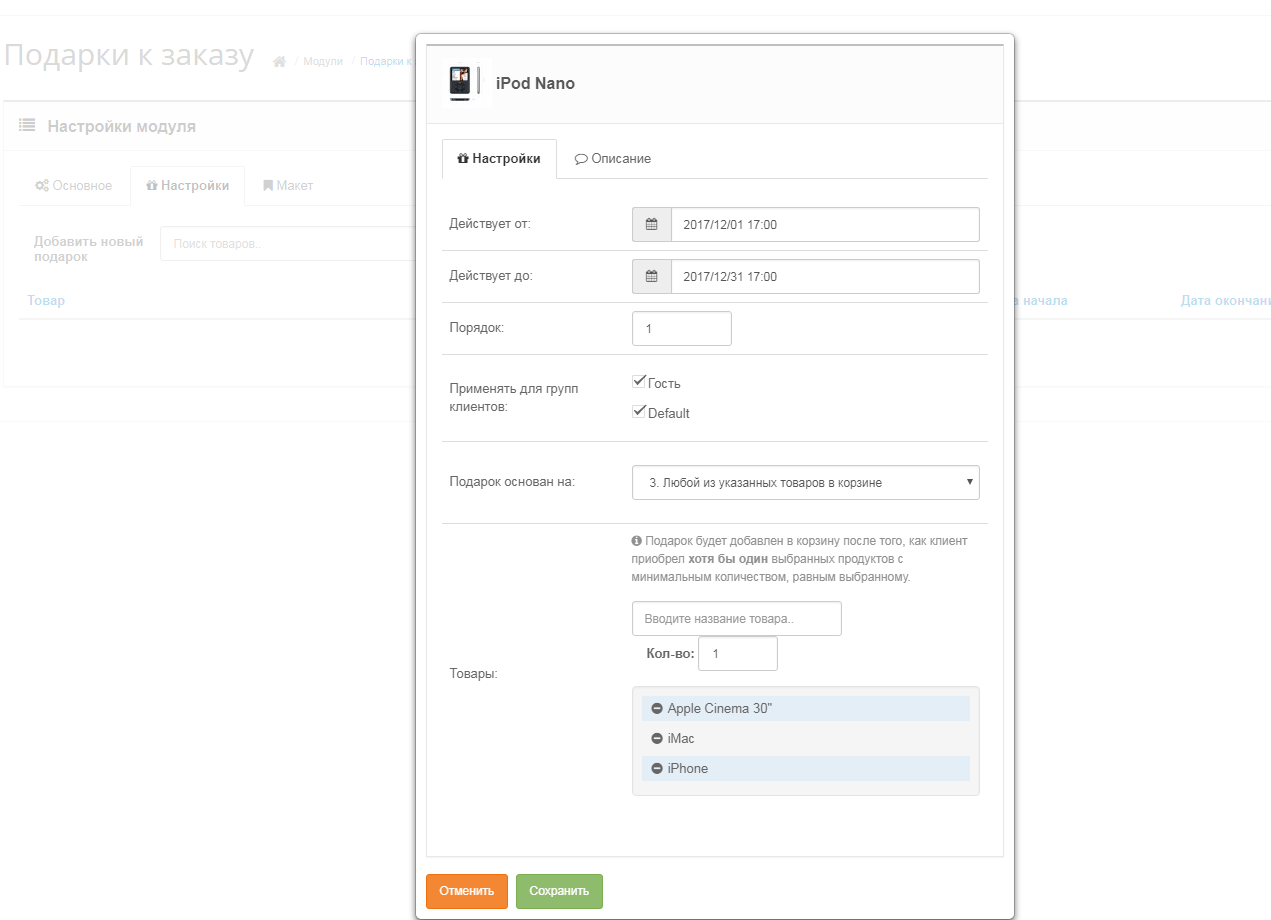 Подарки к заказу
/ Модули / Подарки к
Настройки модуля
Основное
Настройки
Макет
Добавить новый
подарок
Поиск товаров..
Товар
начала
Дата окончан
iPod Nano
Настройки
Описание
Действует от:
2017/12/01 17:00
Действует до:
2017/12/31 17:00
Порядок:
1
Применять для групп
клиентов:
Гость
Default
Подарок основан на:
3. Любой из указанных товаров в корзине
Подарок будет добавлен в корзину после того, как клиент
приобрел хотя бы один выбранных продуктов с
минимальным количеством, равным выбранному.
Товары:
Введите название товара..
Кол-во: 1
Apple Cinema 30"
iMac
iPhone
Отменить
Сохранить